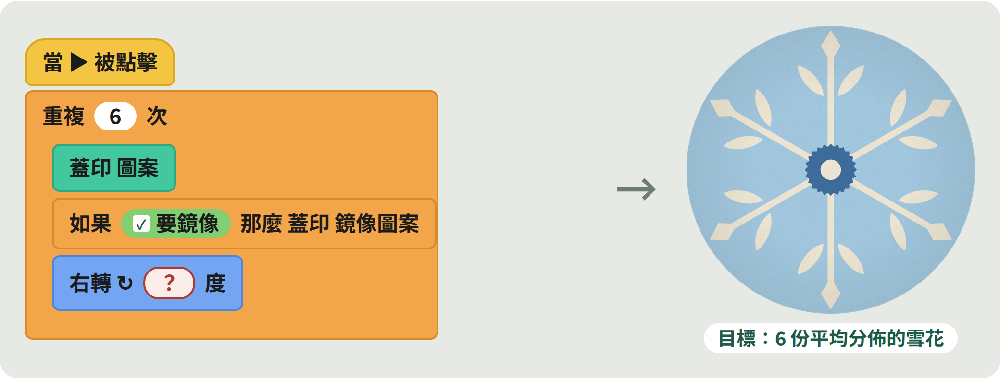 當 ▶ 被點擊
重複 6 次
蓋印 圖案
如果 ✓ 要鏡像 那麼 蓋印 鏡像圖案
右轉 ↻ ? 度
→
目標：6 份平均分佈的雪花